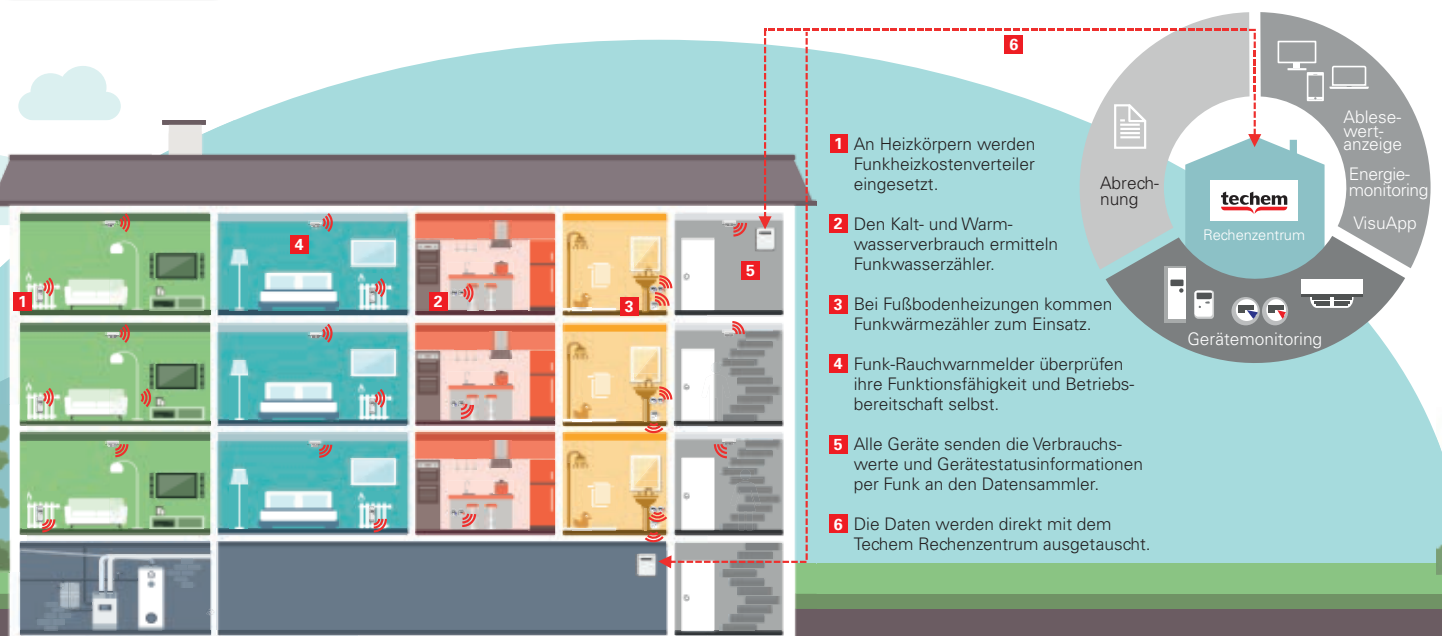 6
1 An Heizkörpern werden
Funkheizkostenverteiler
eingesetzt.
2 Den Kalt- und Warm-
wasserverbrauch ermitteln
Funkwasserzähler.
3 Bei Fußbodenheizungen kommen
Funkwärmezähler zum Einsatz.
4 Funk-Rauchwarnmelder überprüfen
ihre Funktionsfähigkeit und Betriebs-
bereitschaft selbst.
5 Alle Geräte senden die Verbrauchs-
werte und Gerätestatusinformationen
per Funk an den Datensammler.
6 Die Daten werden direkt mit dem
Techem Rechenzentrum ausgetauscht.
Abrech-
nung
Ablese-
wert-
anzeige
Energie-
monitoring
VisuApp
techem
Rechenzentrum
Gerätemonitoring
4
5
1
2
3